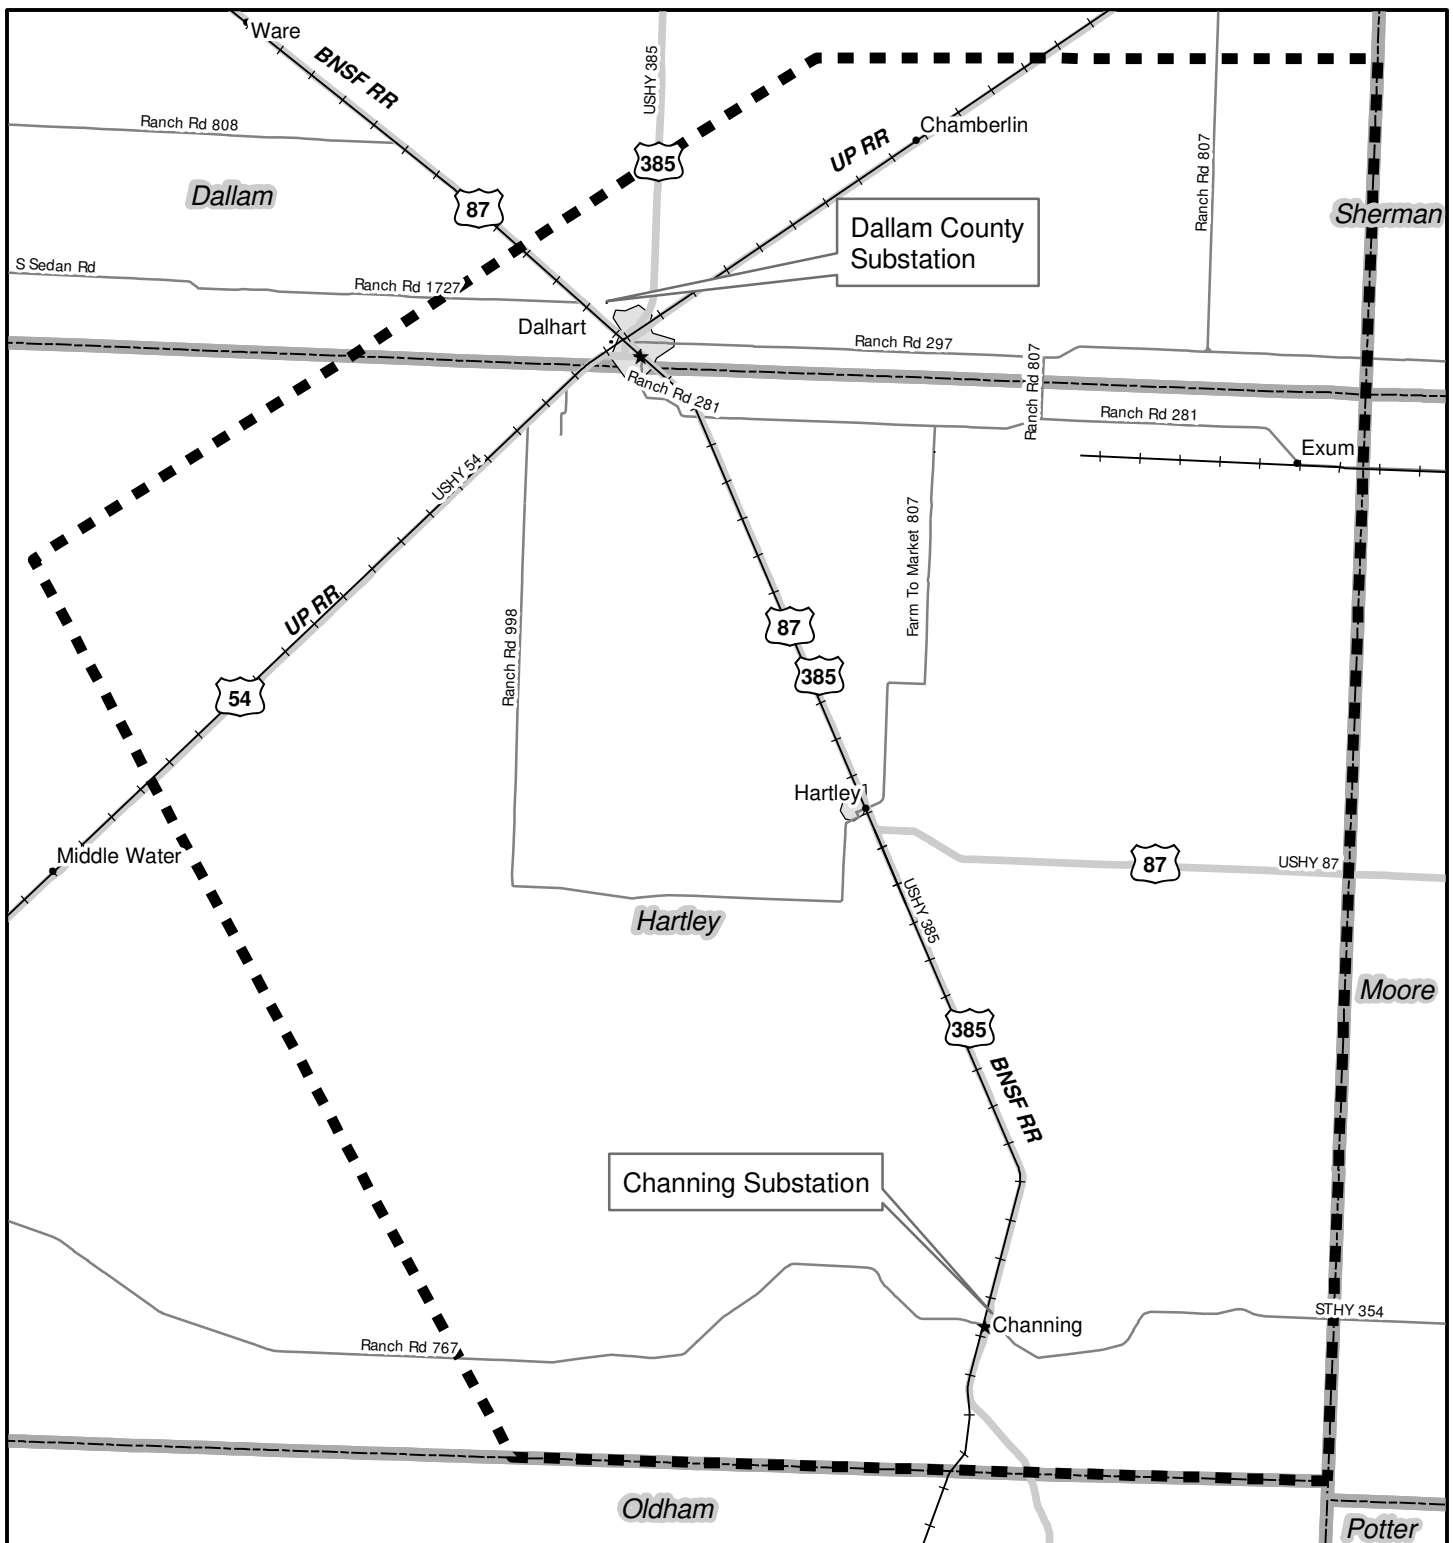 Ware
BNSF RR
USHY 385
Ranch Rd 808
Chamberlin
UP RR
385
Ranch Rd 807
Dallam
87
Sherman
Dallam County
Substation
S Sedan Rd
Ranch Rd 1727
Dalhart
Ranch Rd 297
Ranch Rd 807
Ranch Rd 281
Ranch Rd 281
Exum
USHY 54
Farm To Market 807
UP RR
87
Ranch Rd 998
385
54
Hartley
Middle Water
87
USHY 87
USHY 385
Hartley
Moore
385
BNSF RR
Channing Substation
STHY 354
Channing
Ranch Rd 767
Oldham
Potter